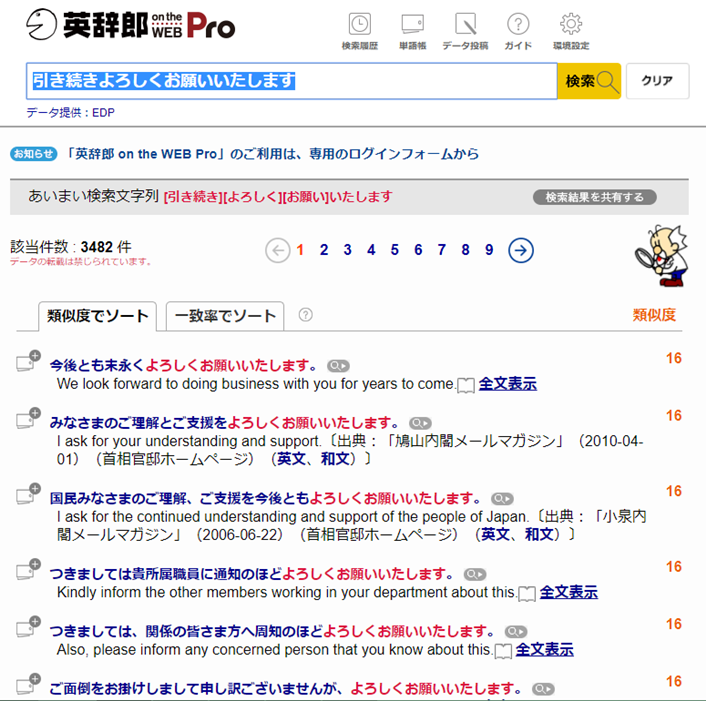 英辞郎 on the WEB Pro
検索履歴 単語帳 データ投稿 ガイド 環境設定
引き続きよろしくお願いいたします 検索 クリア
データ提供：EDP
お知らせ 「英辞郎 on the WEB Pro」のご利用は、専用のログインフォームから
あいまい検索文字列 [引き続き][よろしく][お願い]いたします 検索結果を共有する
該当件数 : 3482 件 1 2 3 4 5 6 7 8 9
データの転載は禁じられています。
類似度でソート 一致率でソート ? 類似度
今後とも末永くよろしくお願いいたします。 16
We look forward to doing business with you for years to come. 全文表示
みなさまのご理解とご支援をよろしくお願いいたします。 16
I ask for your understanding and support.〔出典：「鳩山内閣メールマガジン」（2010-04-
01）（首相官邸ホームページ）（英文、和文）〕
国民みなさまのご理解、ご支援を今後ともよろしくお願いいたします。 16
I ask for the continued understanding and support of the people of Japan.〔出典：「小泉内
閣メールマガジン」（2006-06-22）（首相官邸ホームページ）（英文、和文）〕
つきましては貴所属職員に通知のほどよろしくお願いいたします。 16
Kindly inform the other members working in your department about this. 全文表示
つきましては、関係の皆さま方へ周知のほどよろしくお願いいたします。 16
Also, please inform any concerned person that you know about this. 全文表示
ご面倒をお掛けしまして申し訳ございませんが、よろしくお願いいたします。 16